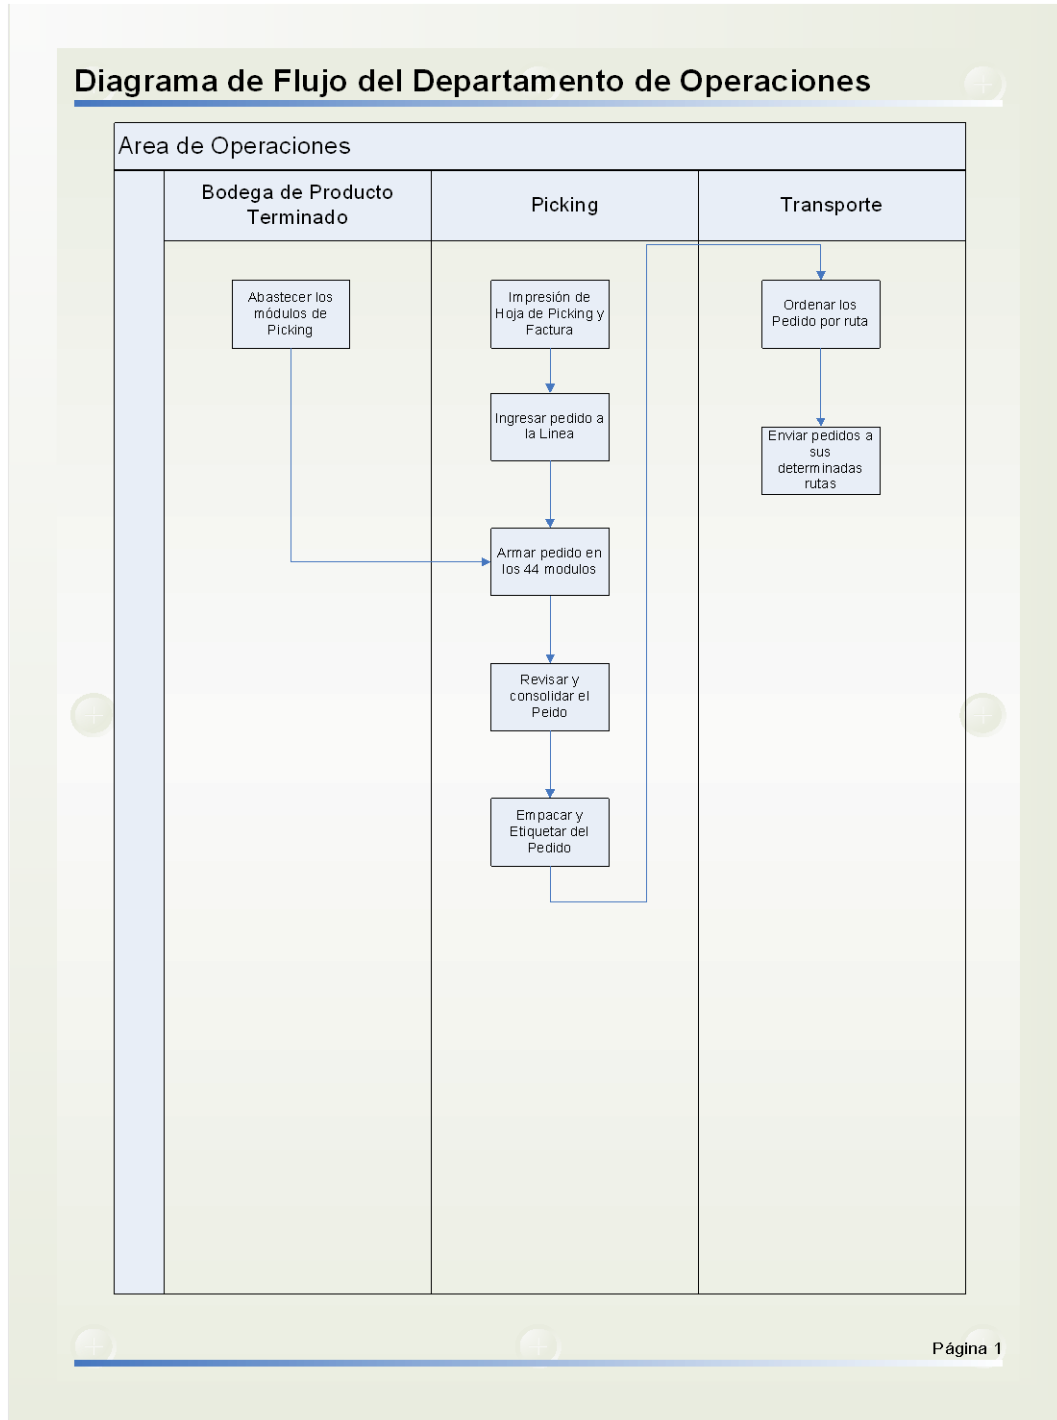 Diagrama de Flujo del Departamento de Operaciones
Area de Operaciones
Bodega de Producto
Terminado
Picking
Transporte
Abastecer los
módulos de
Picking
Impresión de
Hoja de Picking y
Factura
Ingresar pedido a
la Linea
Armar pedido en
los 44 modulos
Revisar y
consolidar el
Peido
Empacar y
Etiquetar del
Pedido
Ordenar los
Pedido por ruta
Enviar pedidos a
sus
determinadas
rutas
Página 1